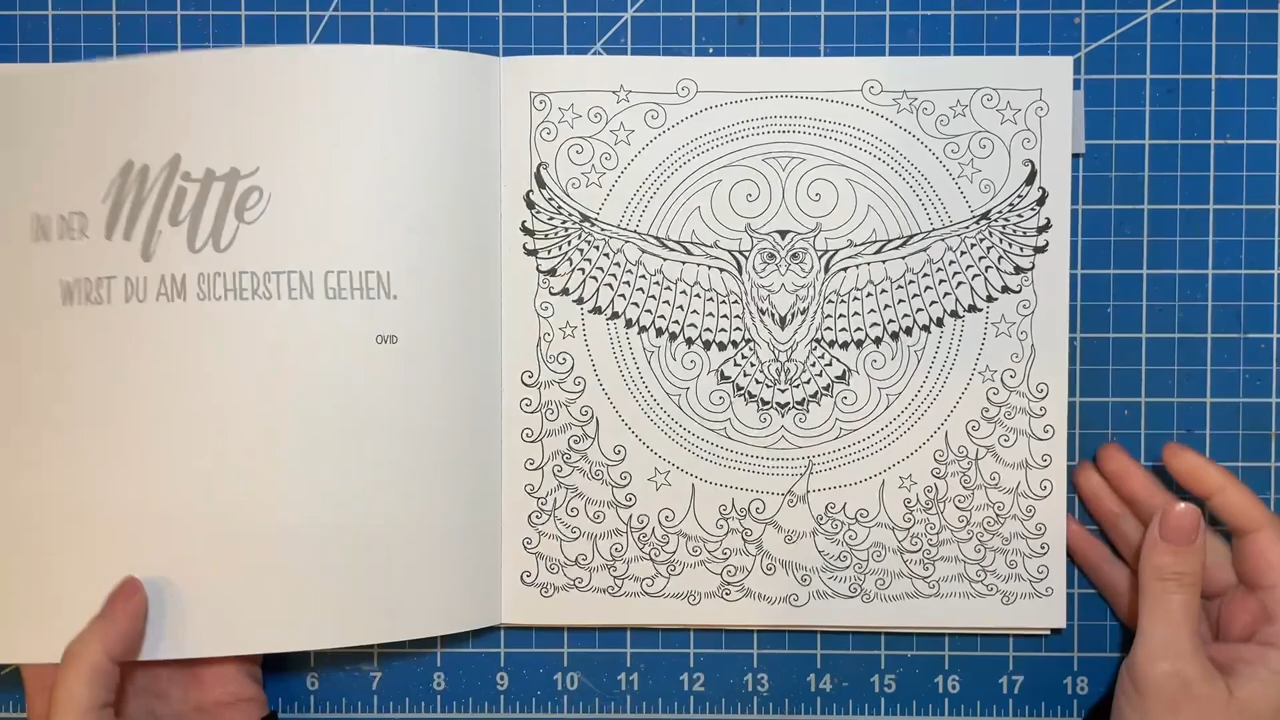 IN DER Mitte
WIRST DU AM SICHERSTEN GEHEN.
OVID
6 7 8 9 10 11 12 13 14 15 16 17 18